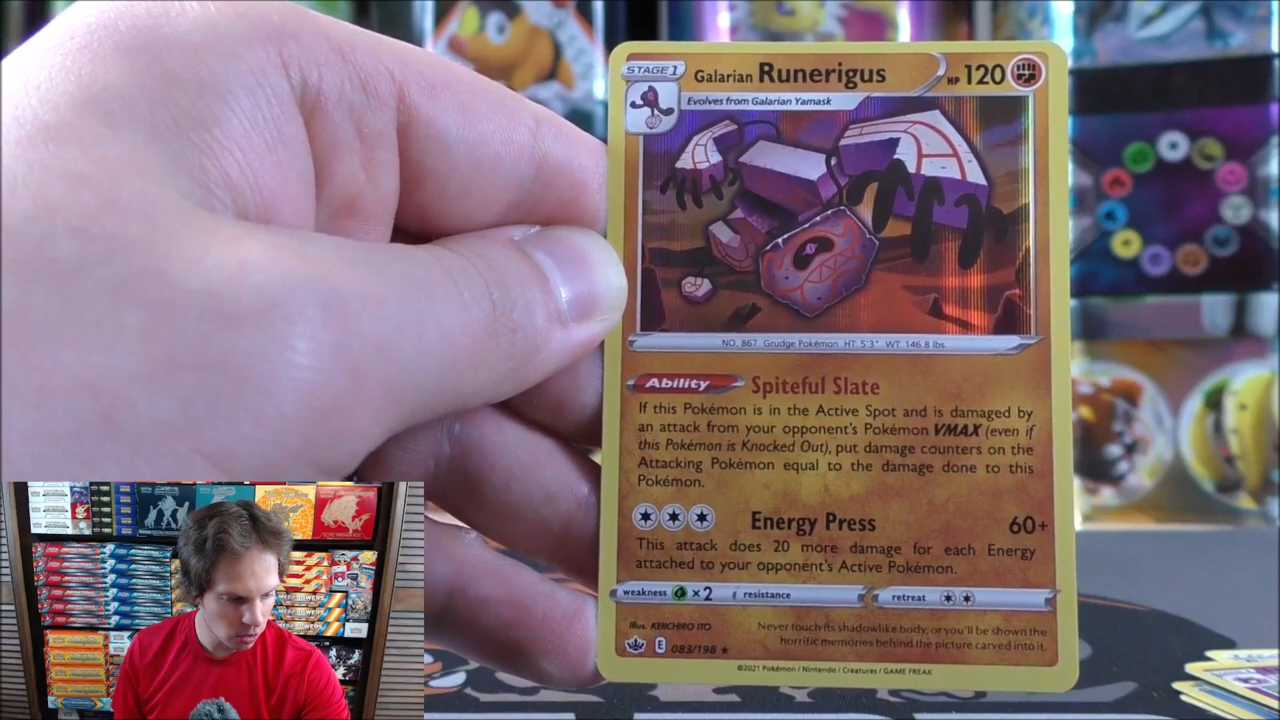 STAGE 1
Galarian Runerigus
HP 120
Evolves from Galarian Yamask
NO. 867 Grudge Pokémon HT: 5'3" WT: 146.8 lbs.
Ability Spiteful Slate
If this Pokémon is in the Active Spot and is damaged by
an attack from your opponent's Pokémon VMAX (even if
this Pokémon is Knocked Out), put damage counters on the
Attacking Pokémon equal to the damage done to this
Pokémon.
Energy Press 60+
This attack does 20 more damage for each Energy
attached to your opponent's Active Pokémon.
weakness ×2 resistance retreat
Illus. KEIICHIRO ITO
Never touch its shadowlike body, or you'll be shown the
horrific memories behind the picture carved into it.
E 083/198 ★
©2021 Pokémon / Nintendo / Creatures / GAME FREAK